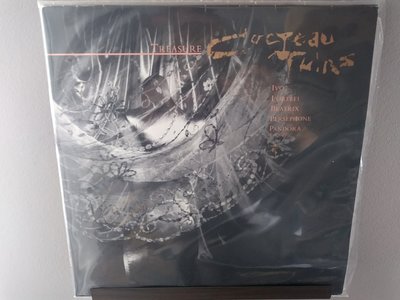 TREASURE
Cocteau Twins
IVO
LORELEI
BEATRIX
PERSEPHONE
PANDORA